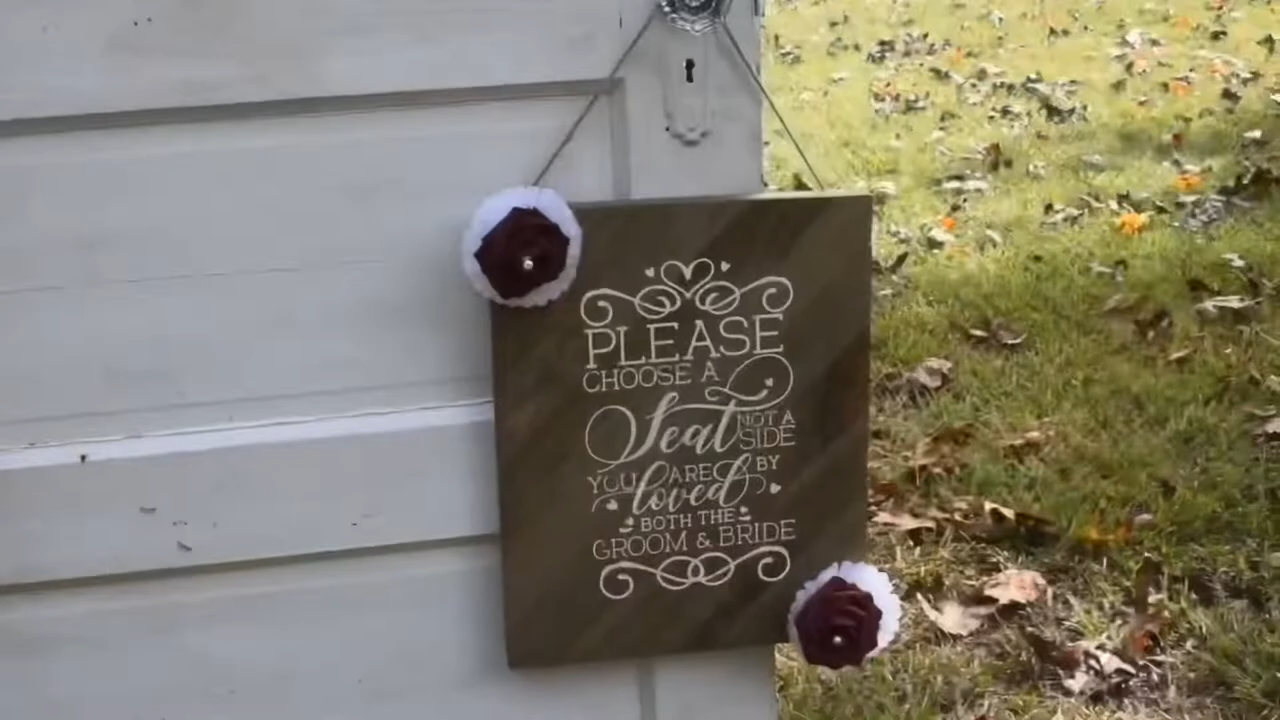 PLEASE
CHOOSE A
Seat NOT A SIDE
YOU ARE loved BY
BOTH THE
GROOM & BRIDE